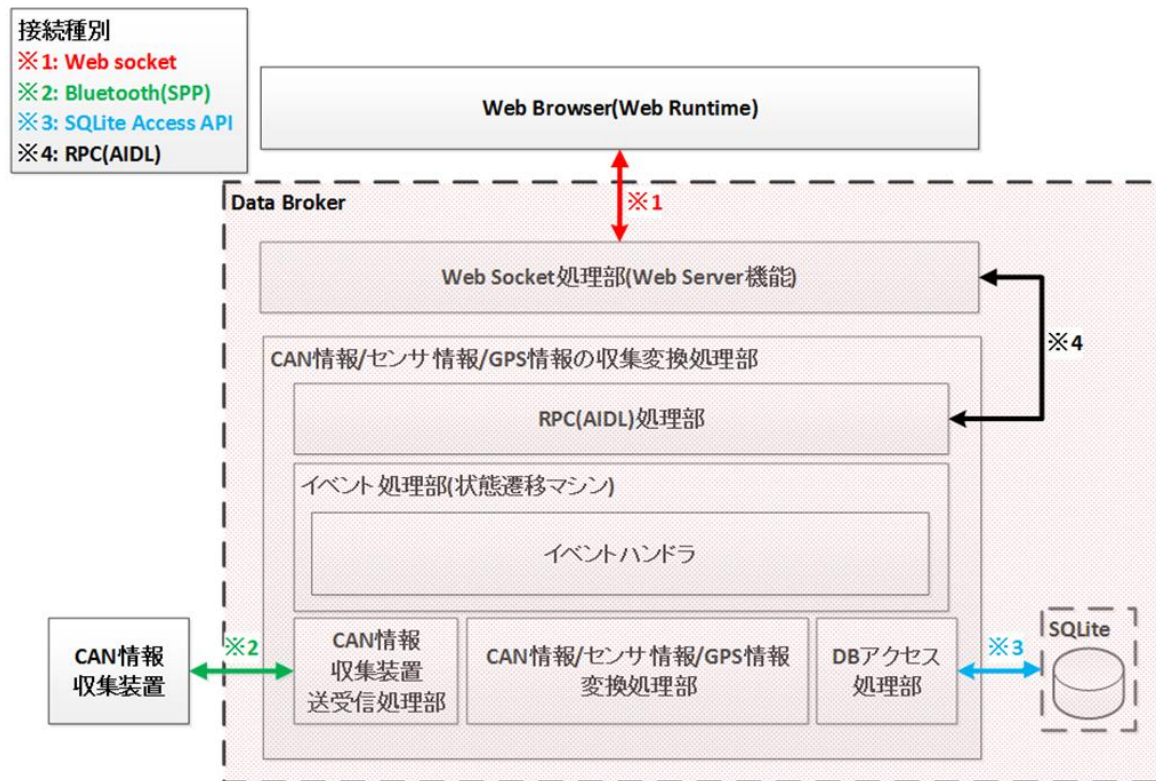 接続種別
※1: Web socket
※2: Bluetooth(SPP)
※3: SQLite Access API
※4: RPC(AIDL)
Web Browser(Web Runtime)
※1
Data Broker
Web Socket処理部(Web Server機能)
※4
CAN情報/センサ情報/GPS情報の収集変換処理部
RPC(AIDL)処理部
イベント処理部(状態遷移マシン)
イベントハンドラ
CAN情報
収集装置
※2
CAN情報
収集装置
送受信処理部
CAN情報/センサ情報/GPS情報
変換処理部
DBアクセス
処理部
※3
SQLite